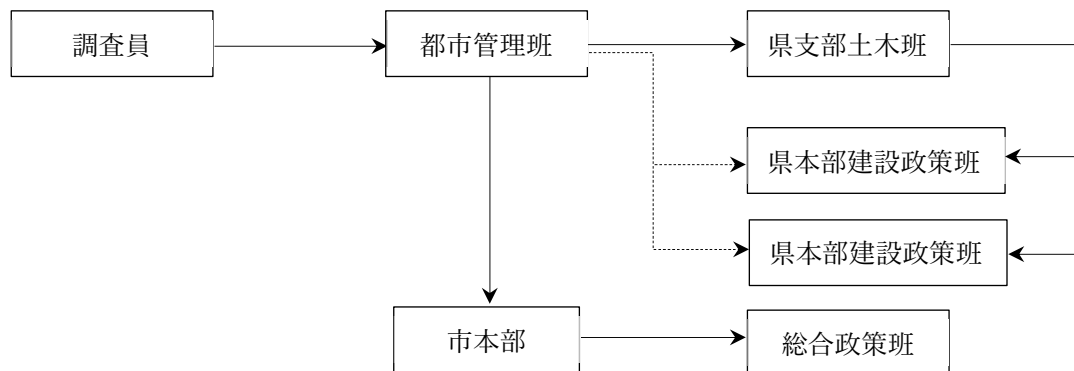 調査員
都市管理班
県支部土木班
県本部建設政策班
県本部建設政策班
市本部
総合政策班